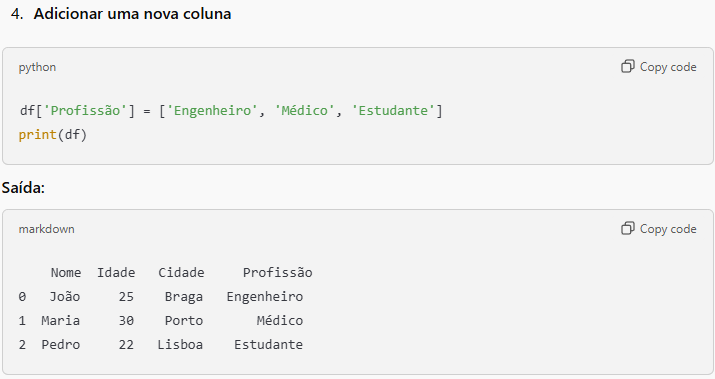 4. Adicionar uma nova coluna
python
Copy code
df['Profissão'] = ['Engenheiro', 'Médico', 'Estudante']
print(df)
Saída:
markdown
Copy code
Nome Idade Cidade Profissão
0 João 25 Braga Engenheiro
1 Maria 30 Porto Médico
2 Pedro 22 Lisboa Estudante